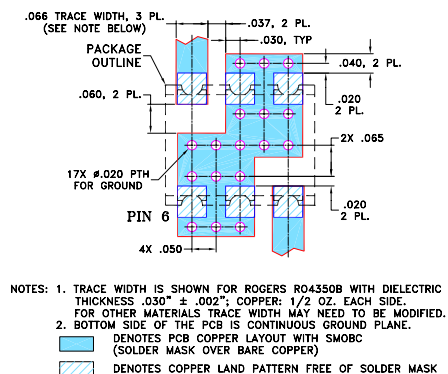 .066 TRACE WIDTH, 3 PL.
(SEE NOTE BELOW)
.037, 2 PL.
.030, TYP
PACKAGE
OUTLINE
.040, 2 PL.
.060, 2 PL.
.020
2 PL.
2X .065
17X Ø.020 PTH
FOR GROUND
.020
2 PL.
PIN 6
4X .050
NOTES: 1. TRACE WIDTH IS SHOWN FOR ROGERS RO4350B WITH DIELECTRIC
THICKNESS .030" ± .002"; COPPER: 1/2 OZ. EACH SIDE.
FOR OTHER MATERIALS TRACE WIDTH MAY NEED TO BE MODIFIED.
2. BOTTOM SIDE OF THE PCB IS CONTINUOUS GROUND PLANE.
DENOTES PCB COPPER LAYOUT WITH SMOBC
(SOLDER MASK OVER BARE COPPER)
DENOTES COPPER LAND PATTERN FREE OF SOLDER MASK